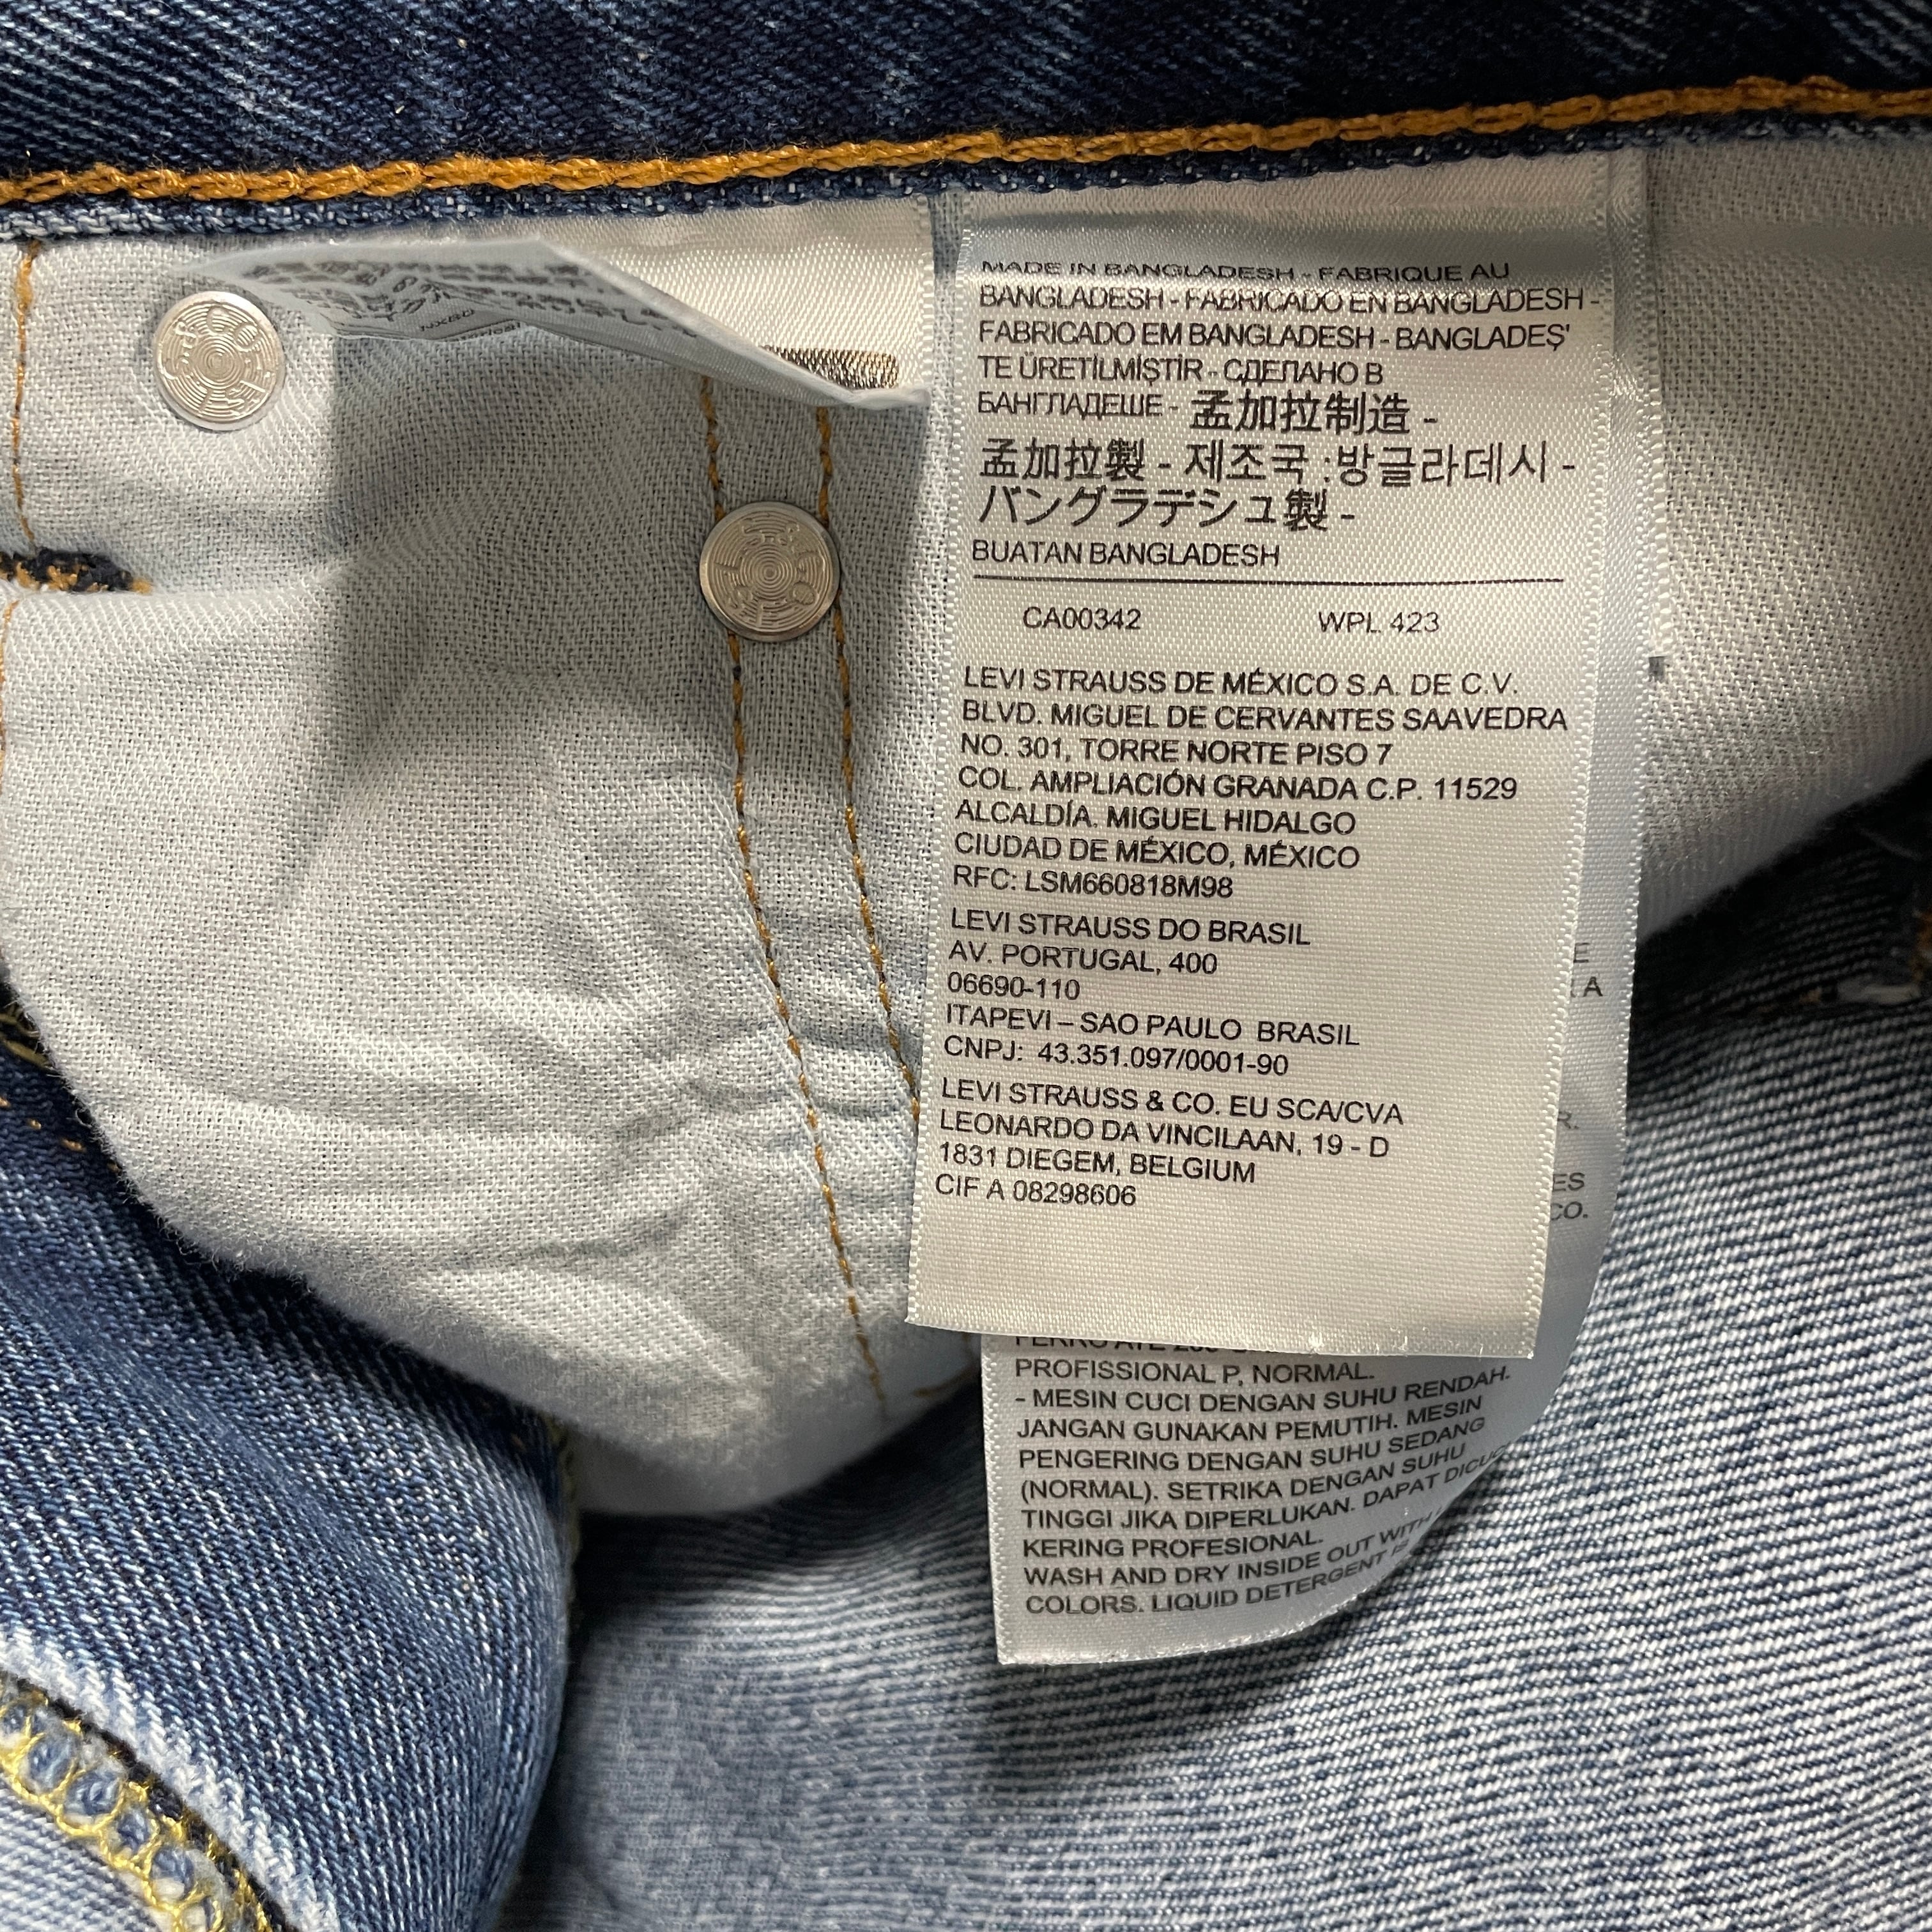 MADE IN BANGLADESH - FABRIQUE AU
BANGLADESH - FABRICADO EN BANGLADESH -
FABRICADO EM BANGLADESH - BANGLADEŞ'
TE ÜRETİLMİŞTİR - СДЕЛАНО В
БАНГЛАДЕШЕ - 孟加拉制造 -
孟加拉製 - 제조국 :방글라데시 -
バングラデシュ製 -
BUATAN BANGLADESH
CA00342 WPL 423
LEVI STRAUSS DE MÉXICO S.A. DE C.V.
BLVD. MIGUEL DE CERVANTES SAAVEDRA
NO. 301, TORRE NORTE PISO 7
COL. AMPLIACIÓN GRANADA C.P. 11529
ALCALDÍA. MIGUEL HIDALGO
CIUDAD DE MÉXICO, MÉXICO
RFC: LSM660818M98
LEVI STRAUSS DO BRASIL
AV. PORTUGAL, 400
06690-110
ITAPEVI – SAO PAULO BRASIL
CNPJ: 43.351.097/0001-90
LEVI STRAUSS & CO. EU SCA/CVA
LEONARDO DA VINCILAAN, 19 - D
1831 DIEGEM, BELGIUM
CIF A 08298606
PROFISSIONAL P, NORMAL.
- MESIN CUCI DENGAN SUHU RENDAH.
JANGAN GUNAKAN PEMUTIH. MESIN
PENGERING DENGAN SUHU SEDANG
(NORMAL). SETRIKA DENGAN SUHU
TINGGI JIKA DIPERLUKAN. DAPAT
KERING PROFESIONAL.
WASH AND DRY INSIDE OUT WITH
COLORS. LIQUID DETERGENT